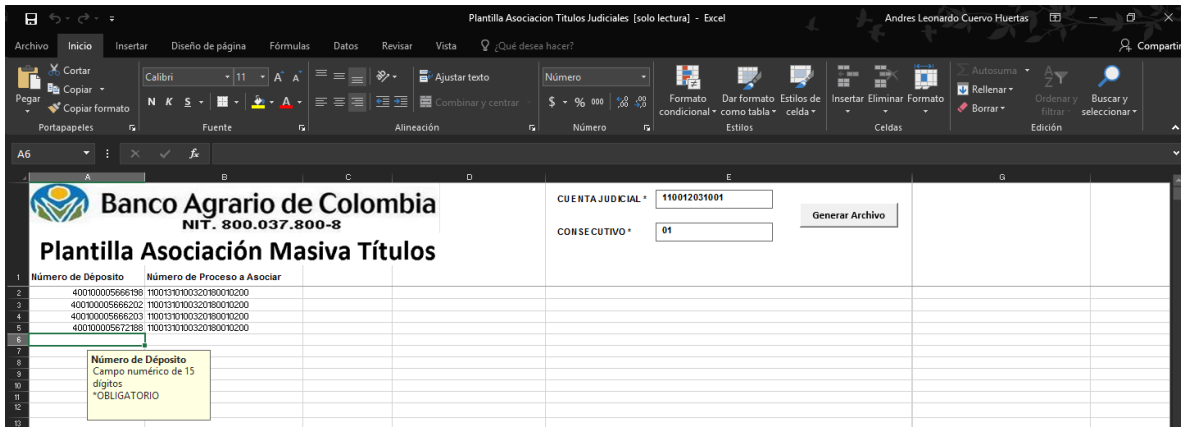 Plantilla Asociacion Titulos Judiciales [solo lectura] - Excel
Andres Leonardo Cuervo Huertas
Archivo Inicio Insertar Diseño de página Fórmulas Datos Revisar Vista ¿Qué desea hacer? Compartir
Pegar
Cortar
Copiar
Copiar formato
Portapapeles
Calibri 11 A A
N K S A
Fuente
Ajustar texto
Combinar y centrar
Alineación
Número
$ % 000
Número
Formato condicional
Dar formato como tabla
Estilos de celda
Estilos
Insertar Eliminar Formato
Celdas
Autosuma
Rellenar
Borrar
Ordenar y filtrar
Buscar y seleccionar
Edición
A6 fx
A B C D E G
Banco Agrario de Colombia
NIT. 800.037.800-8
Plantilla Asociación Masiva Títulos
CUENTA JUDICIAL * 110012031001
CONSECUTIVO * 01
Generar Archivo
1 Número de Déposito Número de Proceso a Asociar
2 400100005666198 11001310100320180010200
3 400100005666202 11001310100320180010200
4 400100005666203 11001310100320180010200
5 400100005672188 11001310100320180010200
6
7
8
9
10
11
12
13
Número de Déposito
Campo numérico de 15
dígitos
*OBLIGATORIO